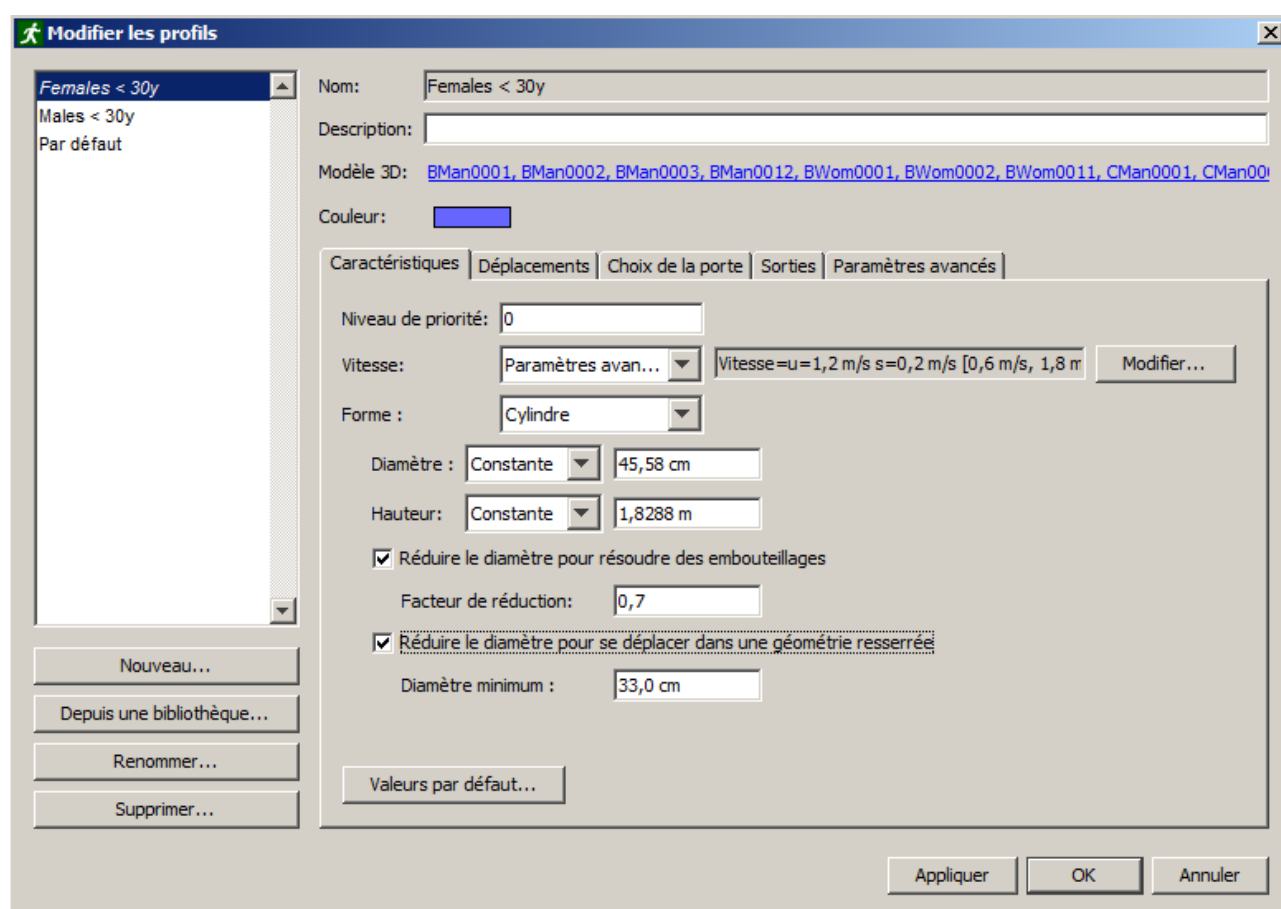 Modifier les profils
Females < 30y
Males < 30y
Par défaut
Nouveau...
Depuis une bibliothèque...
Renommer...
Supprimer...
Nom: Females < 30y
Description:
Modèle 3D: BMan0001, BMan0002, BMan0003, BMan0012, BWom0001, BWom0002, BWom0011, CMan0001, CMan00
Couleur:
Caractéristiques Déplacements Choix de la porte Sorties Paramètres avancés
Niveau de priorité: 0
Vitesse: Paramètres avan... Vitesse=u=1,2 m/s s=0,2 m/s [0,6 m/s, 1,8 m Modifier...
Forme : Cylindre
Diamètre : Constante 45,58 cm
Hauteur: Constante 1,8288 m
Réduire le diamètre pour résoudre des embouteillages
Facteur de réduction: 0,7
Réduire le diamètre pour se déplacer dans une géométrie resserrée
Diamètre minimum : 33,0 cm
Valeurs par défaut...
Appliquer OK Annuler